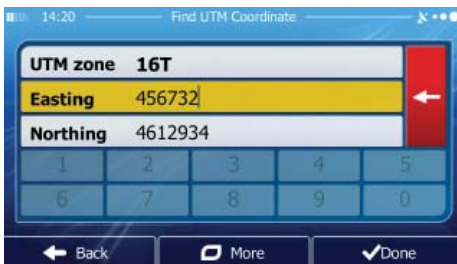 14:20 Find UTM Coordinate
UTM zone 16T
Easting 456732
Northing 4612934
1 2 3 4 5
6 7 8 9 0
Back More Done